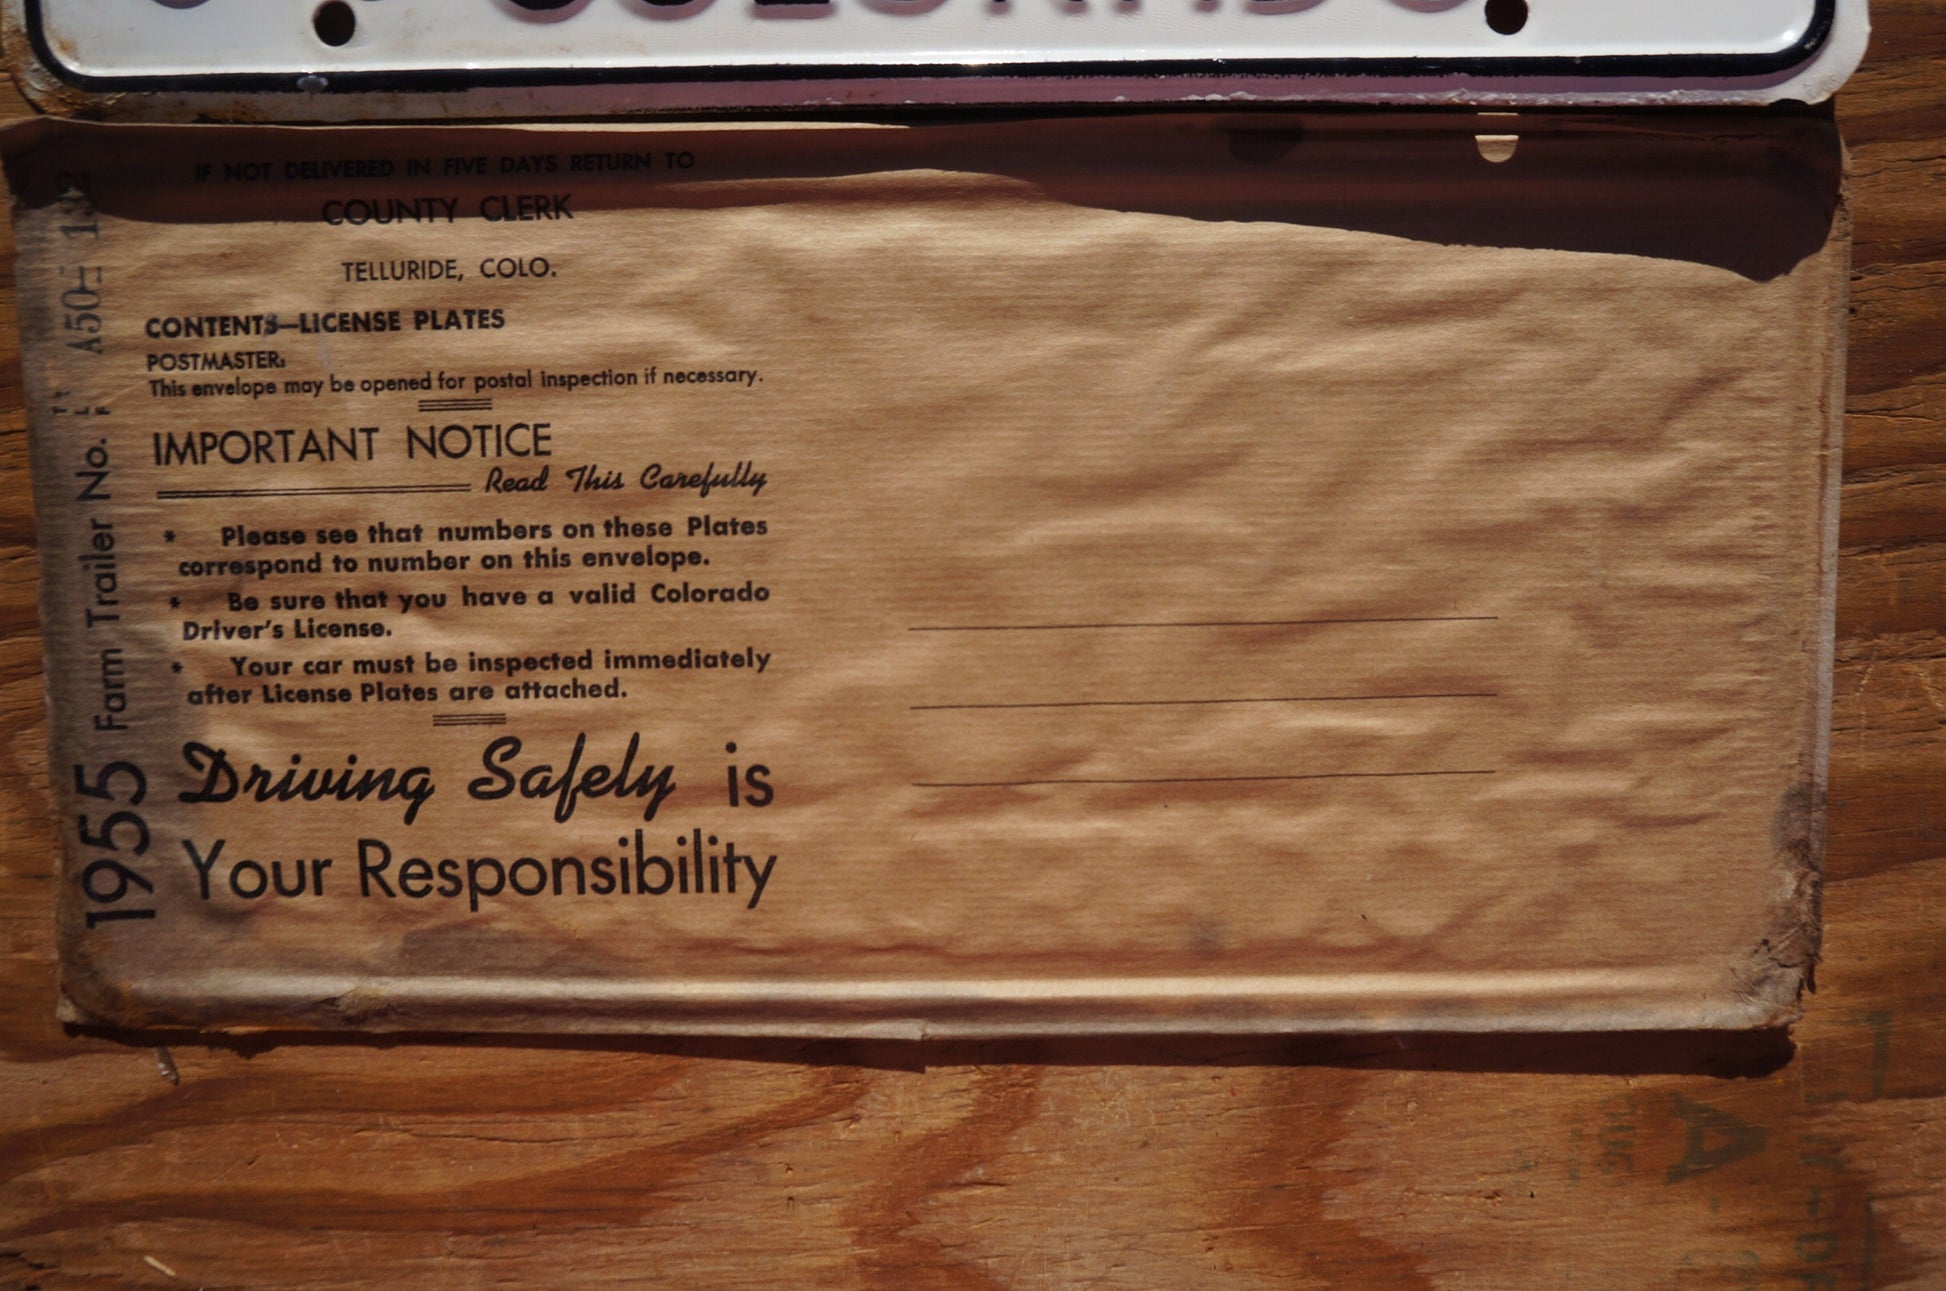 COLORADO
IF NOT DELIVERED IN FIVE DAYS RETURN TO
COUNTY CLERK
TELLURIDE, COLO.
CONTENTS—LICENSE PLATES
POSTMASTER:
This envelope may be opened for postal inspection if necessary.
IMPORTANT NOTICE
Read This Carefully
* Please see that numbers on these Plates
correspond to number on this envelope.
* Be sure that you have a valid Colorado
Driver's License.
* Your car must be inspected immediately
after License Plates are attached.
Driving Safely is
Your Responsibility
1955 Farm Trailer No. A50-132